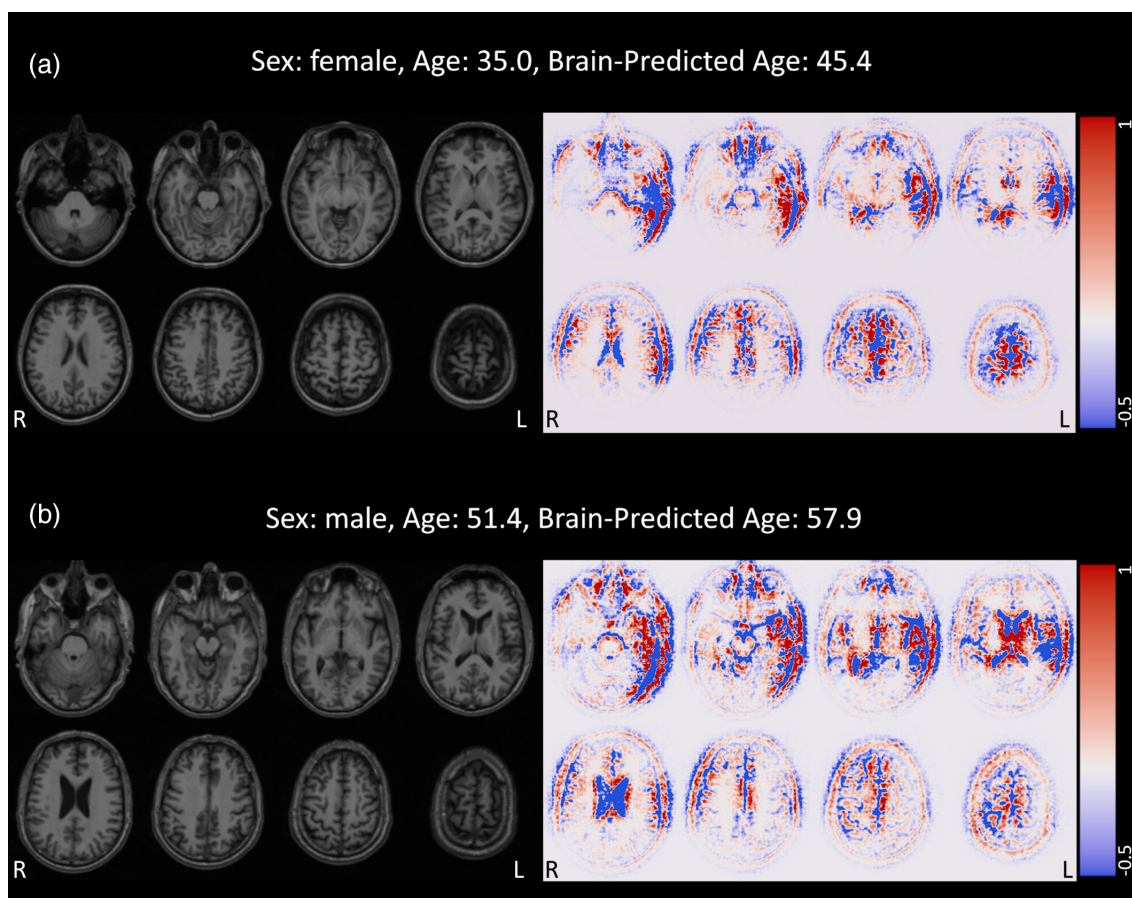 (a)
Sex: female, Age: 35.0, Brain-Predicted Age: 45.4
1
-0.5
R
L
R
L
(b)
Sex: male, Age: 51.4, Brain-Predicted Age: 57.9
1
-0.5
R
L
R
L